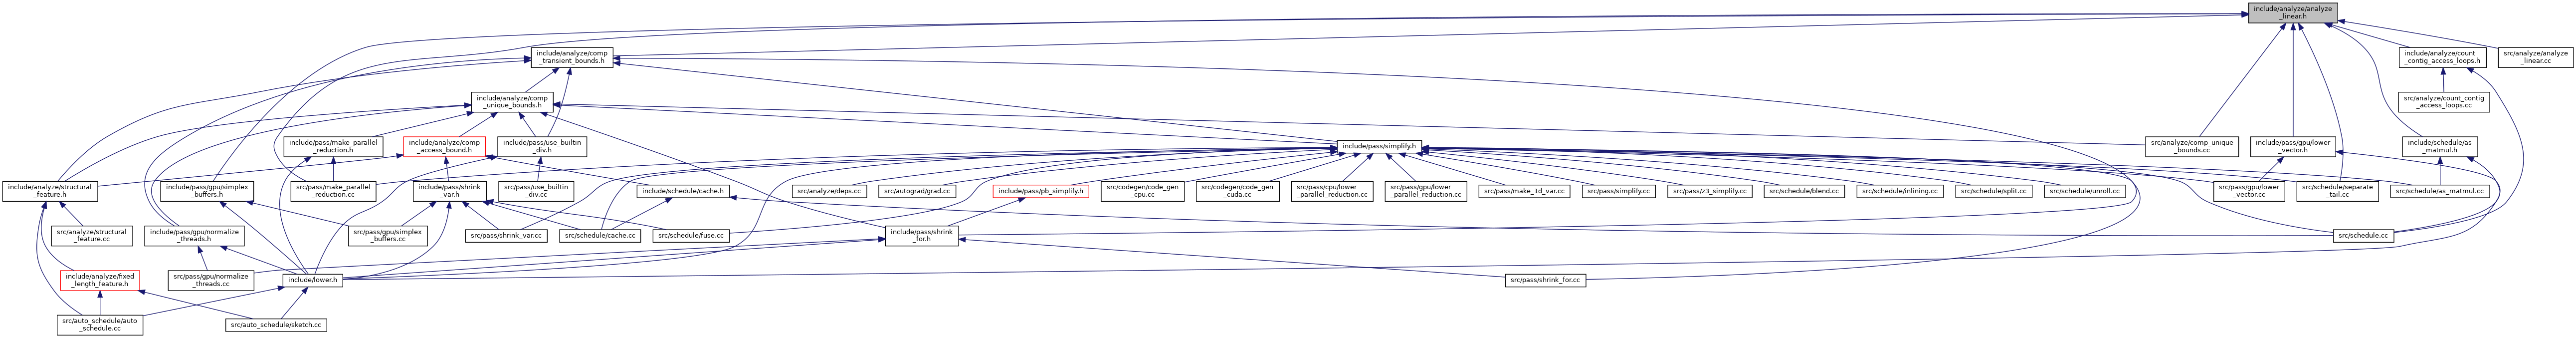 include/analyze/analyze
_linear.h
include/analyze/comp
_transient_bounds.h
include/analyze/count
_contig_access_loops.h
src/analyze/analyze
_linear.cc
include/analyze/comp
_unique_bounds.h
src/analyze/count_contig
_access_loops.cc
include/pass/make_parallel
_reduction.h
include/analyze/comp
_access_bound.h
include/pass/use_builtin
_div.h
include/pass/simplify.h
src/analyze/comp_unique
_bounds.cc
include/pass/gpu/lower
_vector.h
include/schedule/as
_matmul.h
include/analyze/structural
_feature.h
include/pass/gpu/simplex
_buffers.h
src/pass/make_parallel
_reduction.cc
include/pass/shrink
_var.h
src/pass/use_builtin
_div.cc
include/schedule/cache.h
src/analyze/deps.cc
src/autograd/grad.cc
include/pass/pb_simplify.h
src/codegen/code_gen
_cpu.cc
src/codegen/code_gen
_cuda.cc
src/pass/cpu/lower
_parallel_reduction.cc
src/pass/gpu/lower
_parallel_reduction.cc
src/pass/make_1d_var.cc
src/pass/simplify.cc
src/pass/z3_simplify.cc
src/schedule/blend.cc
src/schedule/inlining.cc
src/schedule/split.cc
src/schedule/unroll.cc
src/pass/gpu/lower
_vector.cc
src/schedule/separate
_tail.cc
src/schedule/as_matmul.cc
src/analyze/structural
_feature.cc
include/pass/gpu/normalize
_threads.h
src/pass/gpu/simplex
_buffers.cc
src/pass/shrink_var.cc
src/schedule/cache.cc
src/schedule/fuse.cc
include/pass/shrink
_for.h
src/schedule.cc
include/analyze/fixed
_length_feature.h
src/pass/gpu/normalize
_threads.cc
include/lower.h
src/pass/shrink_for.cc
src/auto_schedule/auto
_schedule.cc
src/auto_schedule/sketch.cc